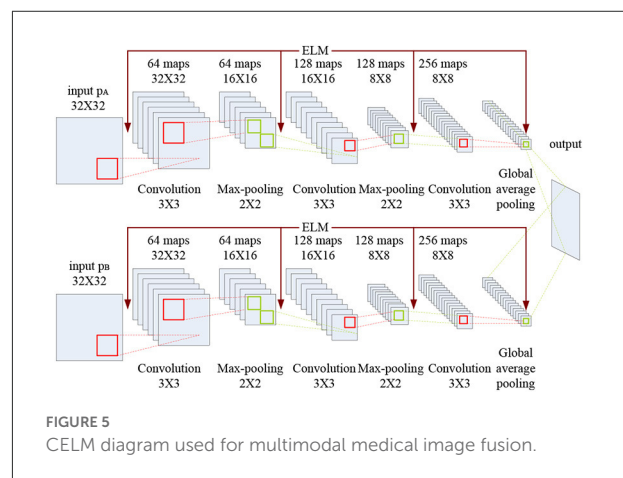 ELM
64 maps 64 maps 128 maps 128 maps 256 maps
32X32 16X16 16X16 8X8 8X8
input pA
32X32
output
Convolution Max-pooling Convolution Max-pooling Convolution Global
3X3 2X2 3X3 2X2 3X3 average
pooling
ELM
64 maps 64 maps 128 maps 128 maps 256 maps
32X32 16X16 16X16 8X8 8X8
input pB
32X32
Convolution Max-pooling Convolution Max-pooling Convolution Global
3X3 2X2 3X3 2X2 3X3 average
pooling
FIGURE 5
CELM diagram used for multimodal medical image fusion.